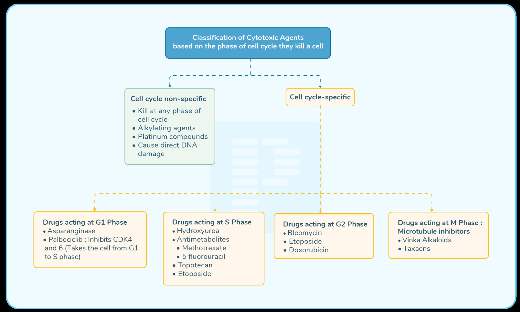 Classification of Cytotoxic Agents
based on the phase of cell cycle they kill a cell
Cell cycle non-specific
• Kill at any phase of
cell cycle
• Alkylating agents
• Platinum compounds
• Cause direct DNA
damage
Cell cycle-specific
Drugs acting at G1 Phase
• Asparaginase
• Palbociclib : Inhibits CDK4
and 6 (Takes the cell from G1
to S phase)
Drugs acting at S Phase
• Hydroxyurea
• Antimetabolites
• Methotrexate
• 5 fluorouracil
• Topotecan
• Etoposide
Drugs acting at G2 Phase
• Bleomycin
• Etoposide
• Doxorubicin
Drugs acting at M Phase :
Microtubule inhibitors
• Vinka Alkaloids
• Taxaens